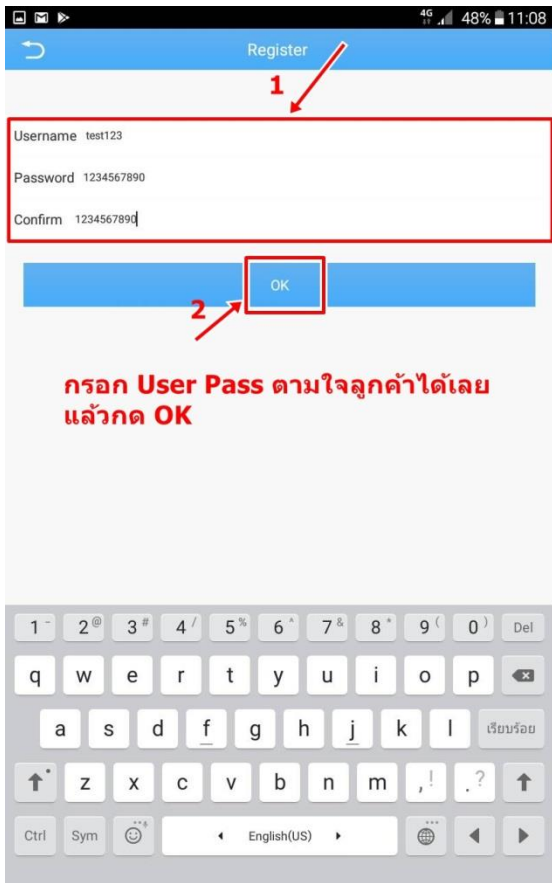 4G 48% 11:08
Register
1
Username test123
Password 1234567890
Confirm 1234567890
OK
2
กรอก User Pass ตามใจลูกค้าได้เลย
แล้วกด OK
1 - 2 @ 3 # 4 / 5 % 6 ^ 7 & 8 * 9 ( 0 ) Del
q w e r t y u i o p
a s d f g h j k l เรียบร้อย
z x c v b n m , ! . ?
Ctrl Sym English(US)